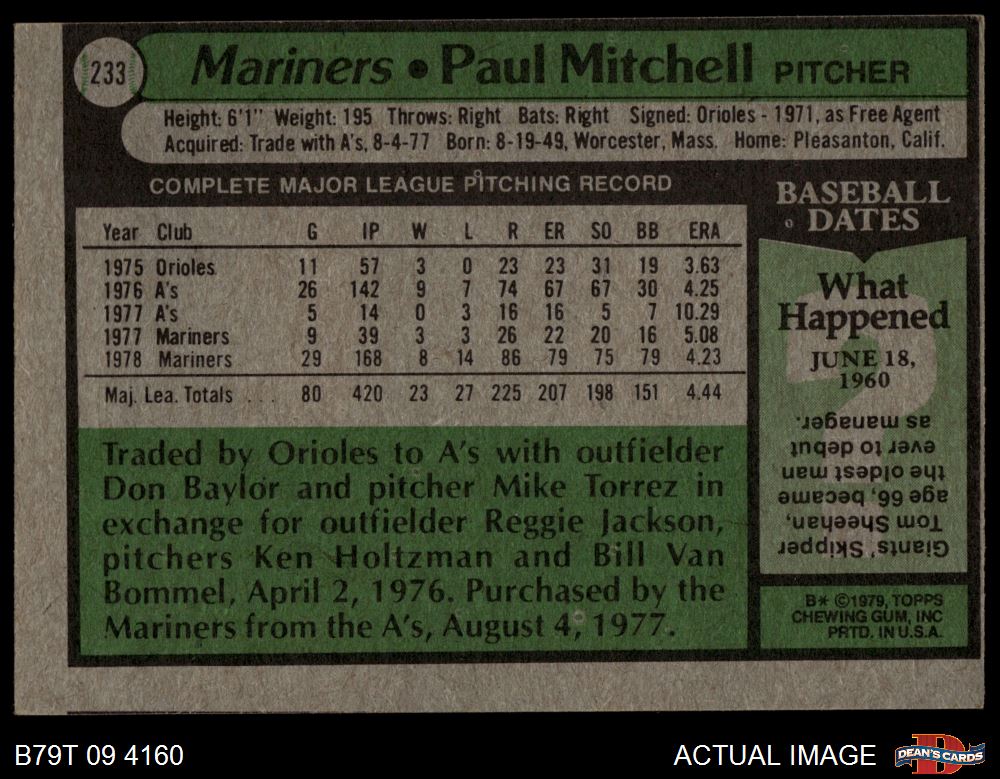 233
Mariners • Paul Mitchell PITCHER
Height: 6'1" Weight: 195 Throws: Right Bats: Right Signed: Orioles - 1971, as Free Agent
Acquired: Trade with A's, 8-4-77 Born: 8-19-49, Worcester, Mass. Home: Pleasanton, Calif.
COMPLETE MAJOR LEAGUE PITCHING RECORD
Year Club G IP W L R ER SO BB ERA
1975 Orioles 11 57 3 0 23 23 31 19 3.63
1976 A's 26 142 9 7 74 67 67 30 4.25
1977 A's 5 14 0 3 16 16 5 7 10.29
1977 Mariners 9 39 3 3 26 22 20 16 5.08
1978 Mariners 29 168 8 14 86 79 75 79 4.23
Maj. Lea. Totals . . . 80 420 23 27 225 207 198 151 4.44
Traded by Orioles to A's with outfielder
Don Baylor and pitcher Mike Torrez in
exchange for outfielder Reggie Jackson,
pitchers Ken Holtzman and Bill Van
Bommel, April 2, 1976. Purchased by the
Mariners from the A's, August 4, 1977.
BASEBALL
DATES
What
Happened
JUNE 18,
1960
Giants' Skipper
Tom Sheehan,
age 66, became
the oldest man
ever to debut
as manager.
B* ©1979, TOPPS
CHEWING GUM, INC
PRTD. IN U.S.A.
B79T 09 4160
ACTUAL IMAGE
DEAN'S CARDS